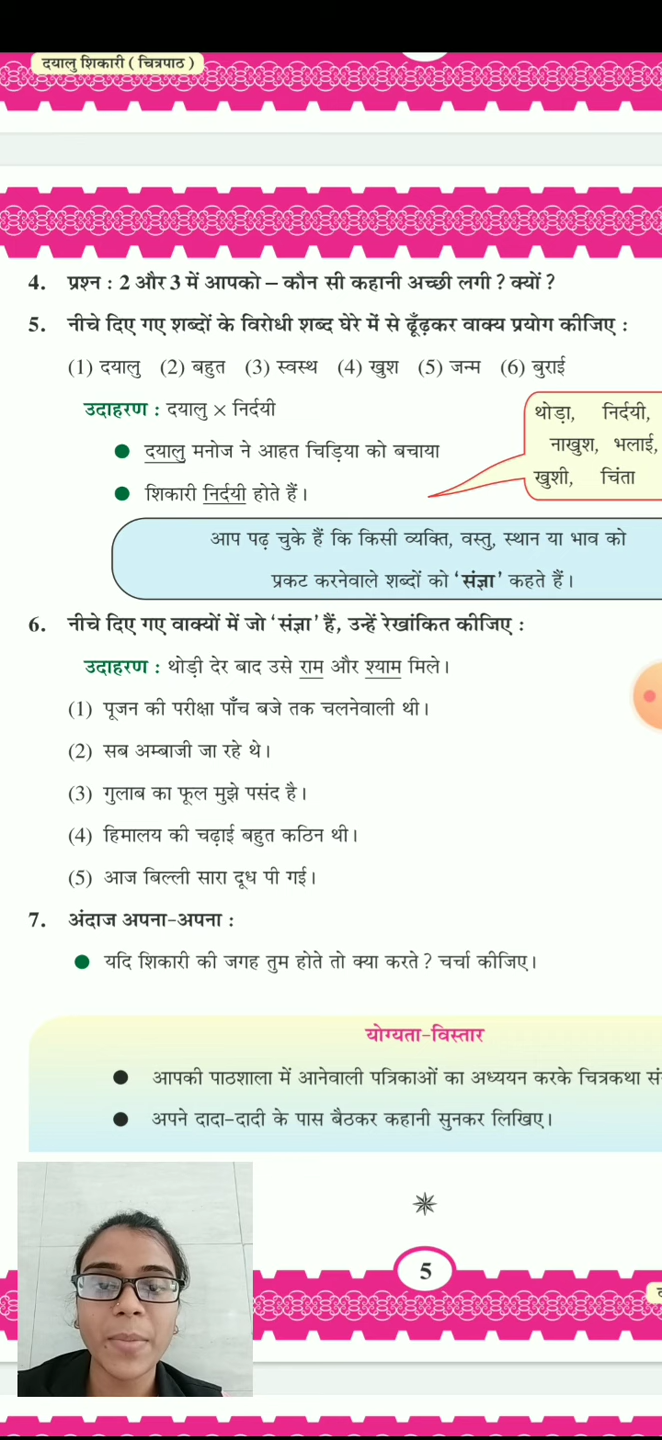 दयालु शिकारी ( चित्रपाठ )
4. प्रश्न : 2 और 3 में आपको – कौन सी कहानी अच्छी लगी ? क्यों ?
5. नीचे दिए गए शब्दों के विरोधी शब्द घेरे में से ढूँढ़कर वाक्य प्रयोग कीजिए :
(1) दयालु (2) बहुत (3) स्वस्थ (4) खुश (5) जन्म (6) बुराई
उदाहरण : दयालु × निर्दयी
● दयालु मनोज ने आहत चिड़िया को बचाया
● शिकारी निर्दयी होते हैं।
थोड़ा, निर्दयी,
नाखुश, भलाई,
खुशी, चिंता
आप पढ़ चुके हैं कि किसी व्यक्ति, वस्तु, स्थान या भाव को
प्रकट करनेवाले शब्दों को ‘संज्ञा’ कहते हैं।
6. नीचे दिए गए वाक्यों में जो ‘संज्ञा’ हैं, उन्हें रेखांकित कीजिए :
उदाहरण : थोड़ी देर बाद उसे राम और श्याम मिले।
(1) पूजन की परीक्षा पाँच बजे तक चलनेवाली थी।
(2) सब अम्बाजी जा रहे थे।
(3) गुलाब का फूल मुझे पसंद है।
(4) हिमालय की चढ़ाई बहुत कठिन थी।
(5) आज बिल्ली सारा दूध पी गई।
7. अंदाज अपना-अपना :
● यदि शिकारी की जगह तुम होते तो क्या करते ? चर्चा कीजिए।
योग्यता-विस्तार
● आपकी पाठशाला में आनेवाली पत्रिकाओं का अध्ययन करके चित्रकथा
● अपने दादा-दादी के पास बैठकर कहानी सुनकर लिखिए।
5